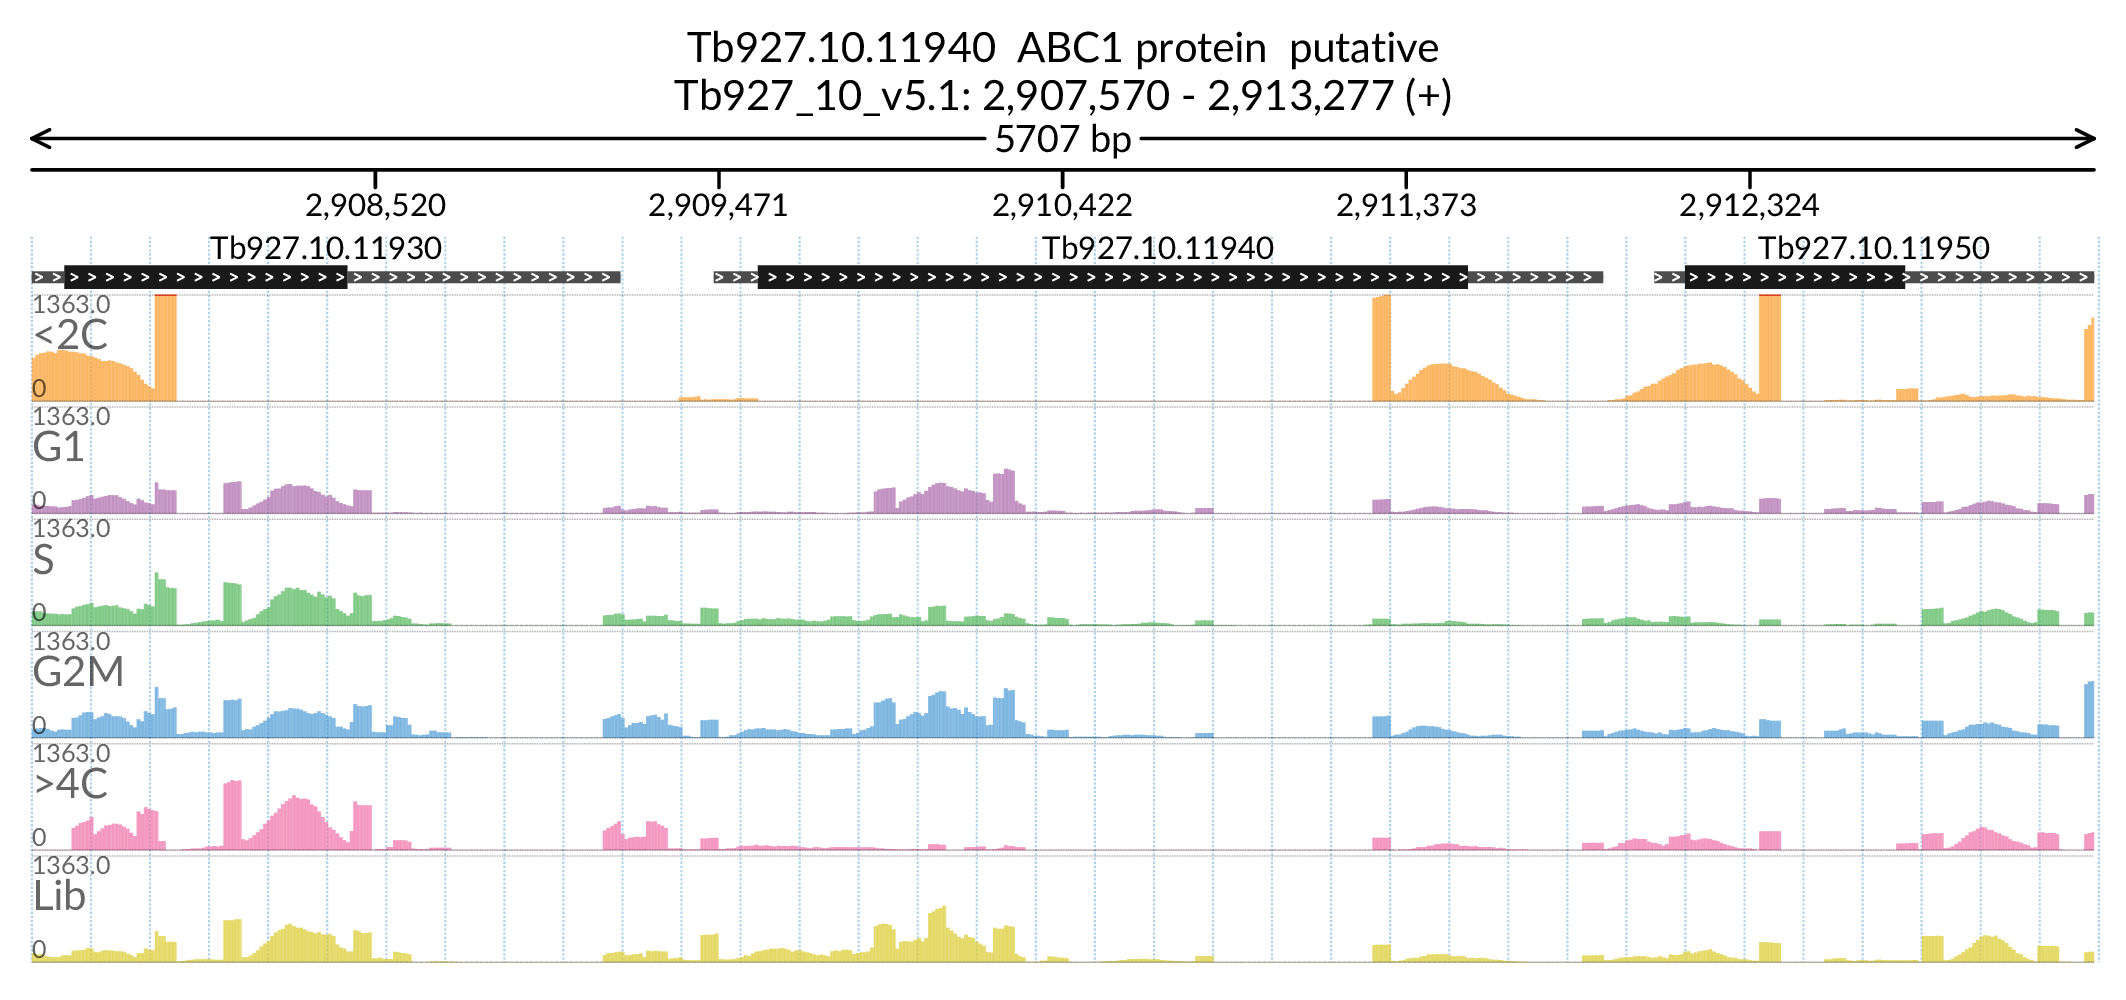 Tb927.10.11940  ABC1 protein  putative
Tb927_10_v5.1: 2,907,570 - 2,913,277 (+)
5707 bp
2,908,520 2,909,471 2,910,422 2,911,373 2,912,324
Tb927.10.11930 Tb927.10.11940 Tb927.10.11950
1363.0
<2C
0
1363.0
G1
0
1363.0
S
0
1363.0
G2M
0
1363.0
>4C
0
1363.0
Lib
0